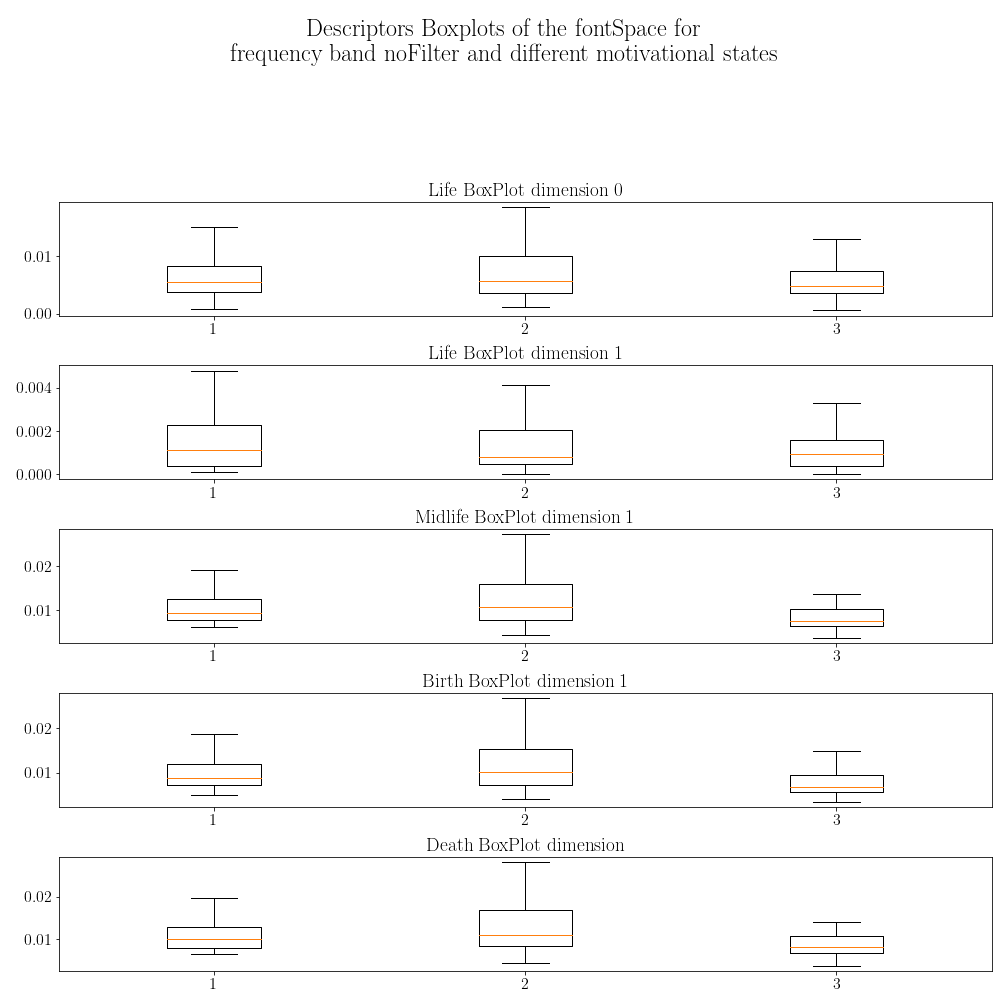 Descriptors Boxplots of the fontSpace for
frequency band noFilter and different motivational states
Life BoxPlot dimension 0
0.01
0.00
1 2 3
Life BoxPlot dimension 1
0.004
0.002
0.000
1 2 3
Midlife BoxPlot dimension 1
0.02
0.01
1 2 3
Birth BoxPlot dimension 1
0.02
0.01
1 2 3
Death BoxPlot dimension
0.02
0.01
1 2 3